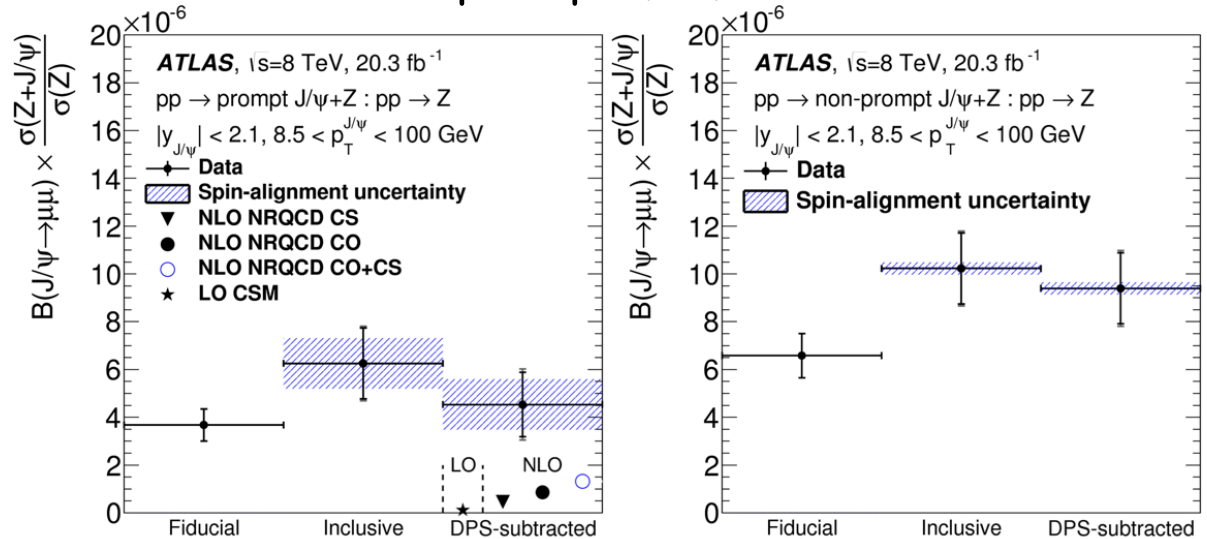 20×10⁻⁶
18
16
14
12
10
8
6
4
2
0
B(J/ψ→μμ) × σ(Z+J/ψ)
σ(Z)
ATLAS, √s=8 TeV, 20.3 fb⁻¹
pp → prompt J/ψ+Z : pp → Z
|y_J/ψ| < 2.1, 8.5 < p_T^J/ψ < 100 GeV
Data
Spin-alignment uncertainty
NLO NRQCD CS
NLO NRQCD CO
NLO NRQCD CO+CS
LO CSM
LO NLO
Fiducial Inclusive DPS-subtracted
20×10⁻⁶
18
16
14
12
10
8
6
4
2
0
B(J/ψ→μμ) × σ(Z+J/ψ)
σ(Z)
ATLAS, √s=8 TeV, 20.3 fb⁻¹
pp → non-prompt J/ψ+Z : pp → Z
|y_J/ψ| < 2.1, 8.5 < p_T^J/ψ < 100 GeV
Data
Spin-alignment uncertainty
Fiducial Inclusive DPS-subtracted